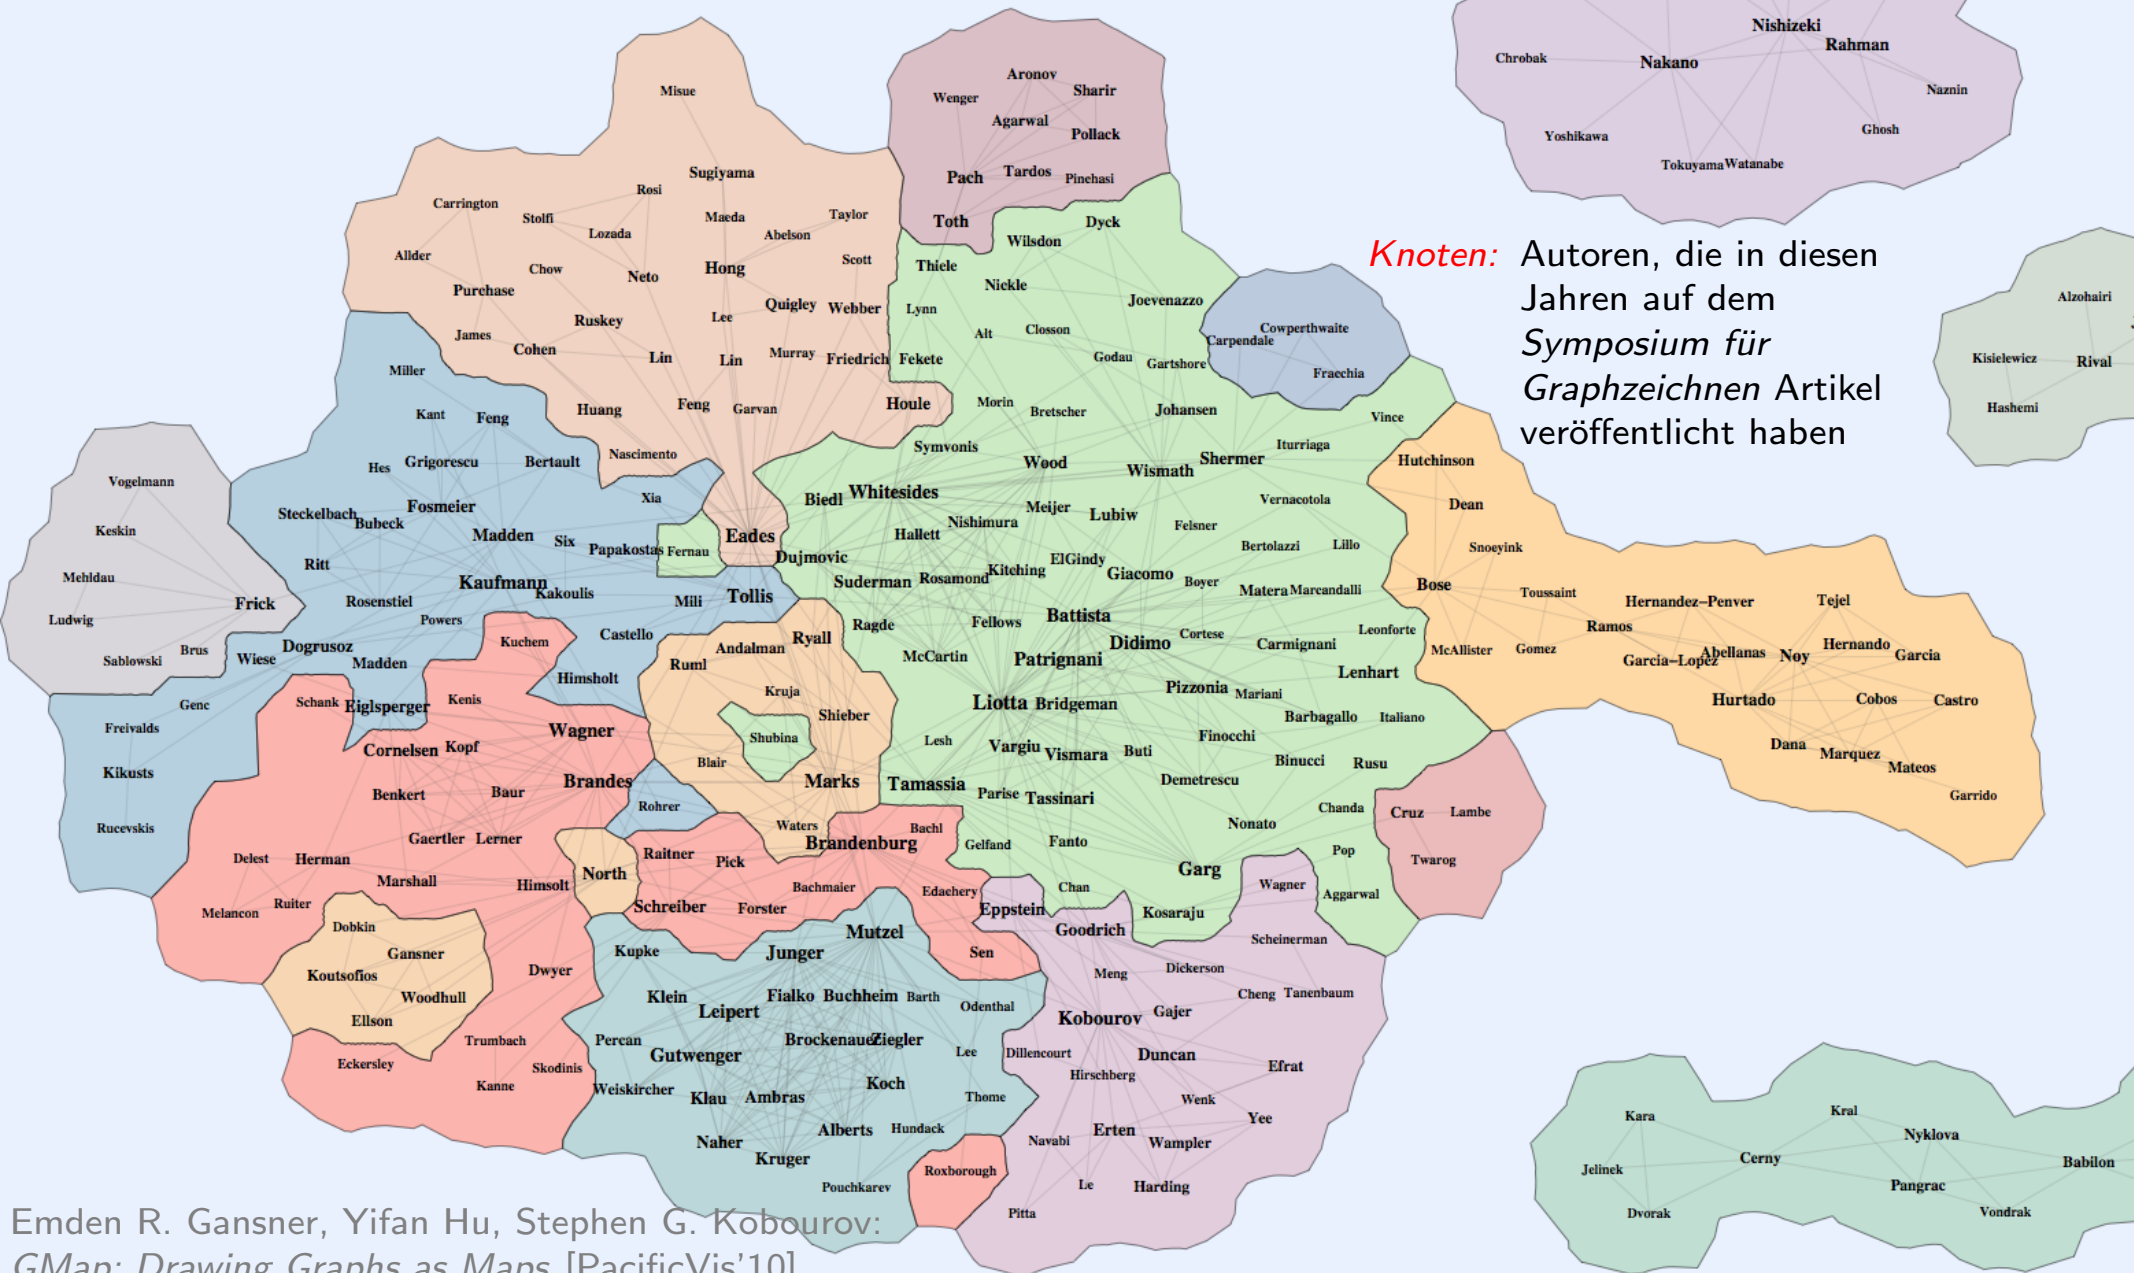 Nishizeki
Rahman
Chrobak
Nakano
Naznin
Yoshikawa
Ghosh
Tokuyama Watanabe
Misue
Aronov
Wenger
Sharir
Agarwal
Pollack
Pach
Tardos
Pinchasi
Toth
Sugiyama
Rosi
Carrington
Stolfi
Maeda
Taylor
Lozada
Abelson
Allder
Chow
Neto
Hong
Scott
Purchase
Quigley
Webber
James
Ruskey
Lee
Cohen
Lin
Lin
Murray
Friedrich
Huang
Feng
Garvan
Houle
Nascimento
Eades
Dyck
Wilsdon
Thiele
Nickle
Joevenazzo
Lynn
Alt
Closson
Fekete
Godau
Gartshore
Cowperthwaite
Carpendale
Fracchia
Morin
Bretscher
Johansen
Vince
Symvonis
Wood
Wismath
Shermer
Iturriaga
Biedl
Whitesides
Meijer
Vernacotola
Nishimura
Lubiw
Felsner
Hallett
Dujmovic
ElGindy
Bertolazzi
Lillo
Suderman
Rosamond
Kitching
Giacomo
Boyer
Matera
Marcandalli
Ragde
Fellows
Battista
Didimo
Cortese
Carmignani
Leonforte
McCartin
Patrignani
Lenhart
Pizzonia
Mariani
Liotta
Bridgeman
Barbagallo
Italiano
Lesh
Vargiu
Vismara
Buti
Finocchi
Binucci
Rusu
Tamassia
Parise
Tassinari
Demetrescu
Chanda
Gelfand
Fanto
Nonato
Pop
Chan
Garg
Aggarwal
Kosaraju
Knoten: Autoren, die in diesen
Jahren auf dem
Symposium für
Graphzeichnen Artikel
veröffentlicht haben
Alzohairi
Kisielewicz
Rival
Hashemi
Hutchinson
Dean
Snoeyink
Bose
Toussaint
Hernandez-Penver
Tejel
Ramos
McAllister
Gomez
Garcia-Lopez
Abellanas
Noy
Hernando
Garcia
Hurtado
Cobos
Castro
Dana
Marquez
Mateos
Garrido
Cruz
Lambe
Twarog
Miller
Kant
Feng
Hes
Grigorescu
Bertault
Xia
Steckelbach
Bubeck
Fosmeier
Madden
Six
Papakostas
Fernau
Ritt
Kaufmann
Kakoulis
Mili
Tollis
Rosenstiel
Powers
Castello
Dogrusoz
Wiese
Madden
Himsholt
Genc
Eiglsperger
Freivalds
Kikusts
Rucevskis
Rohrer
Vogelmann
Keskin
Mehldau
Ludwig
Frick
Brus
Sablowski
Kuchem
Schank
Kenis
Wagner
Cornelsen
Kopf
Brandes
Benkert
Baur
Gaertler
Lerner
Delest
Herman
Marshall
Himsolt
Melancon
Ruiter
Dwyer
Trumbach
Eckersley
Skodinis
Kanne
Ryall
Andalman
Ruml
Kruja
Shieber
Shubina
Blair
Marks
Waters
North
Dobkin
Gansner
Koutsofios
Woodhull
Ellson
Raitner
Pick
Brandenburg
Bachl
Bachmaier
Edachery
Schreiber
Forster
Sen
Roxborough
Kupke
Junger
Mutzel
Klein
Fialko
Buchheim
Barth
Odenthal
Leipert
Percan
Brockenauer
Ziegler
Lee
Gutwenger
Koch
Weiskircher
Klau
Ambras
Thome
Alberts
Hundack
Naher
Kruger
Pouchkarev
Eppstein
Wagner
Goodrich
Scheinerman
Meng
Dickerson
Cheng
Tanenbaum
Kobourov
Gajer
Dillencourt
Duncan
Hirschberg
Efrat
Wenk
Yee
Navabi
Erten
Wampler
Le
Harding
Pitta
Kara
Kral
Nyklova
Jelinek
Cerny
Babilon
Pangrac
Dvorak
Vondrak
Emden R. Gansner, Yifan Hu, Stephen G. Kobourov:
GMap: Drawing Graphs as Maps [PacificVis'10]